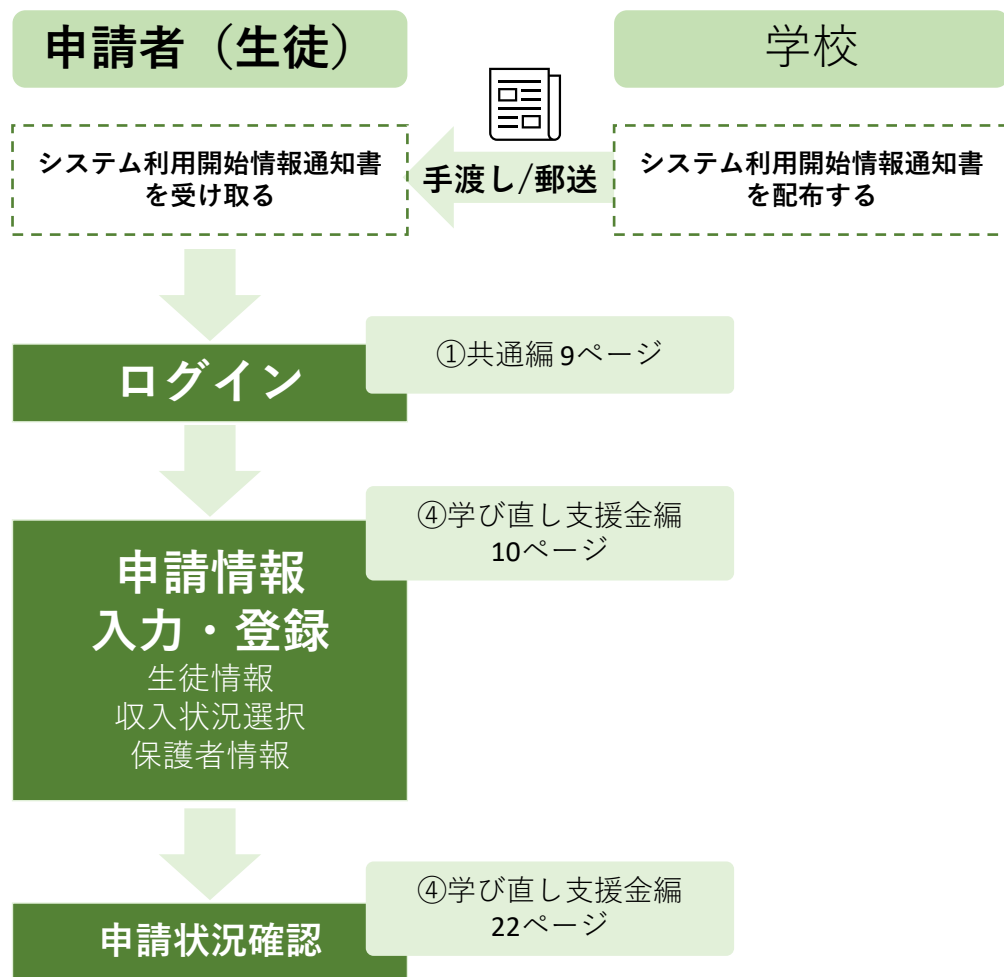 申請者（生徒）
学校
システム利用開始情報通知書
を受け取る
手渡し/郵送
システム利用開始情報通知書
を配布する
ログイン
①共通編 9ページ
申請情報
入力・登録
生徒情報
収入状況選択
保護者情報
④学び直し支援金編
10ページ
申請状況確認
④学び直し支援金編
22ページ